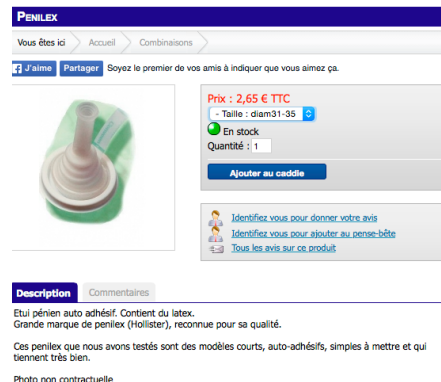 PENILEX
Vous êtes ici Accueil Combinaisons
J'aime Partager Soyez le premier de vos amis à indiquer que vous aimez ça.
Prix : 2,65 € TTC
- Taille : diam31-35
En stock
Quantité : 1
Ajouter au caddie
Identifiez vous pour donner votre avis
Identifiez vous pour ajouter au pense-bête
Tous les avis sur ce produit
Description Commentaires
Etui pénien auto adhésif. Contient du latex.
Grande marque de penilex (Hollister), reconnue pour sa qualité.
Ces penilex que nous avons testés sont des modèles courts, auto-adhésifs, simples à mettre et qui
tiennent très bien.
Photo non contractuelle